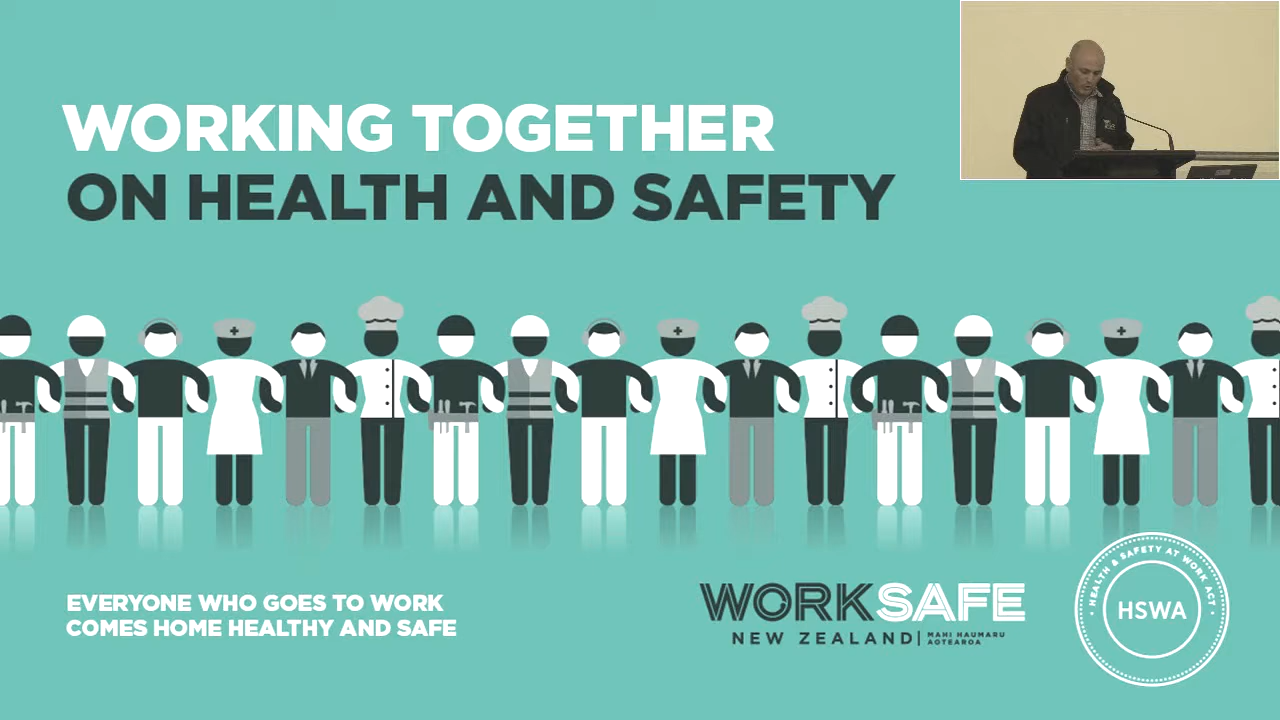 WORKING TOGETHER
ON HEALTH AND SAFETY
EVERYONE WHO GOES TO WORK
COMES HOME HEALTHY AND SAFE
WORKSAFE
NEW ZEALAND
MAHI HAUMARU
AOTEAROA
· HEALTH & SAFETY AT WORK ACT ·
HSWA